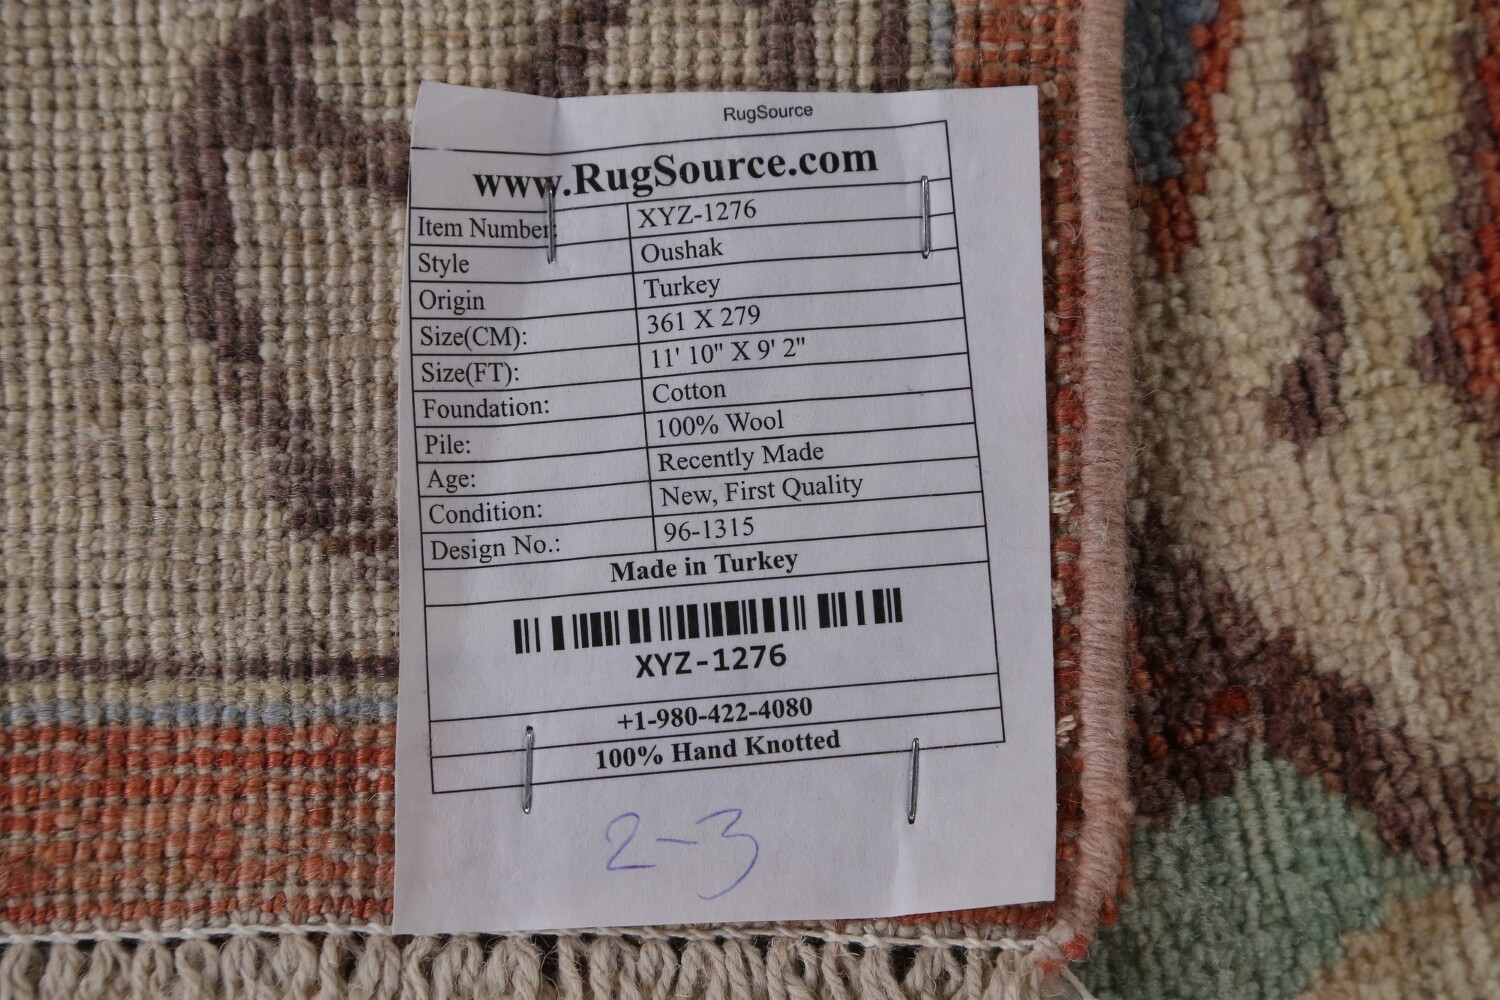 RugSource
www.RugSource.com
Item Number: XYZ-1276
Style Oushak
Origin Turkey
Size(CM): 361 X 279
Size(FT): 11' 10" X 9' 2"
Foundation: Cotton
Pile: 100% Wool
Age: Recently Made
Condition: New, First Quality
Design No.: 96-1315
Made in Turkey
XYZ-1276
+1-980-422-4080
100% Hand Knotted
2-3